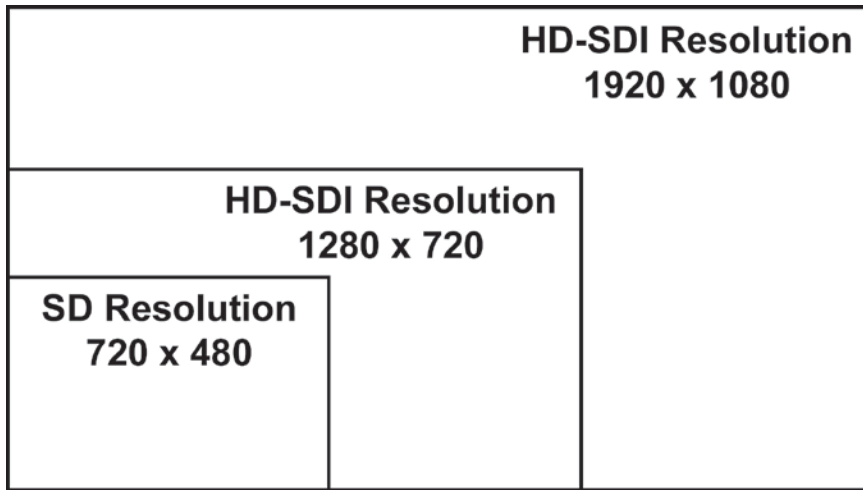 HD-SDI Resolution
1920 x 1080
HD-SDI Resolution
1280 x 720
SD Resolution
720 x 480